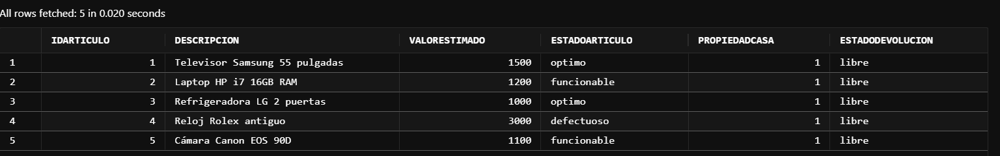 All rows fetched: 5 in 0.020 seconds
IDARTICULO DESCRIPCION VALORESTIMADO ESTADOARTICULO PROPIEDADCASA ESTADODEVOLUCION
1 1 Televisor Samsung 55 pulgadas 1500 optimo 1 libre
2 2 Laptop HP i7 16GB RAM 1200 funcionable 1 libre
3 3 Refrigeradora LG 2 puertas 1000 optimo 1 libre
4 4 Reloj Rolex antiguo 3000 defectuoso 1 libre
5 5 Cámara Canon EOS 90D 1100 funcionable 1 libre